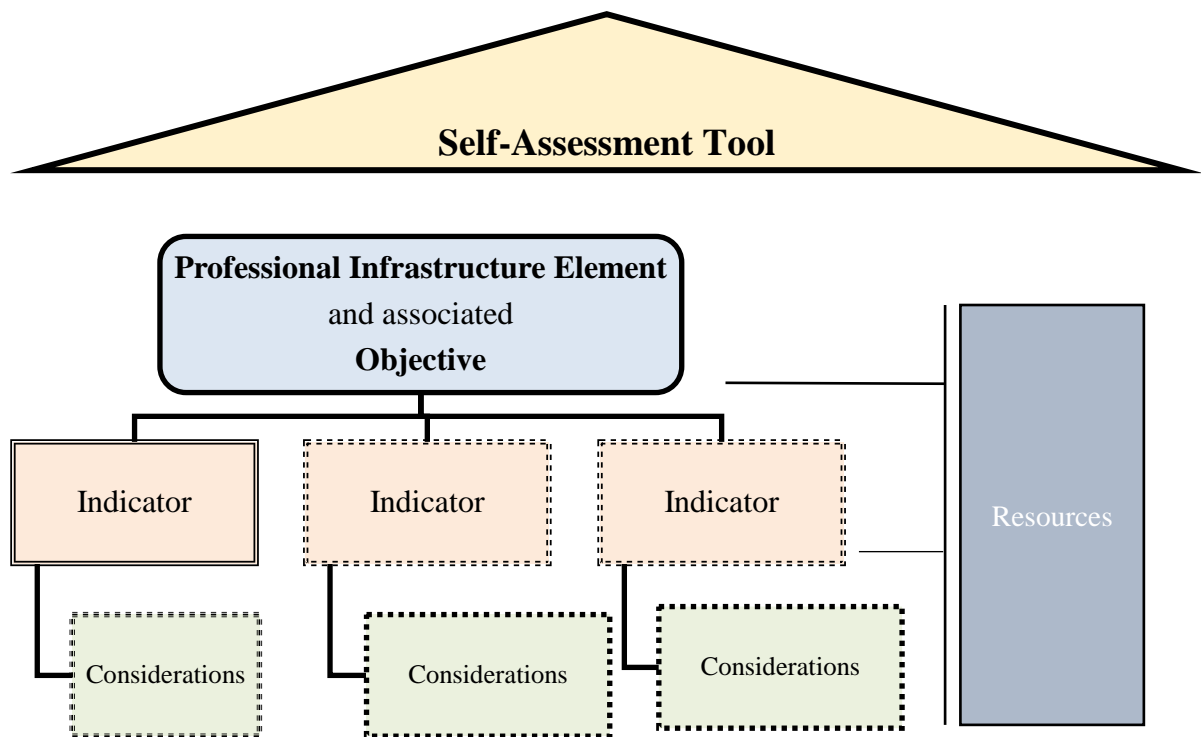 Self-Assessment Tool
Professional Infrastructure Element
and associated
Objective
Indicator
Indicator
Indicator
Resources
Considerations
Considerations
Considerations